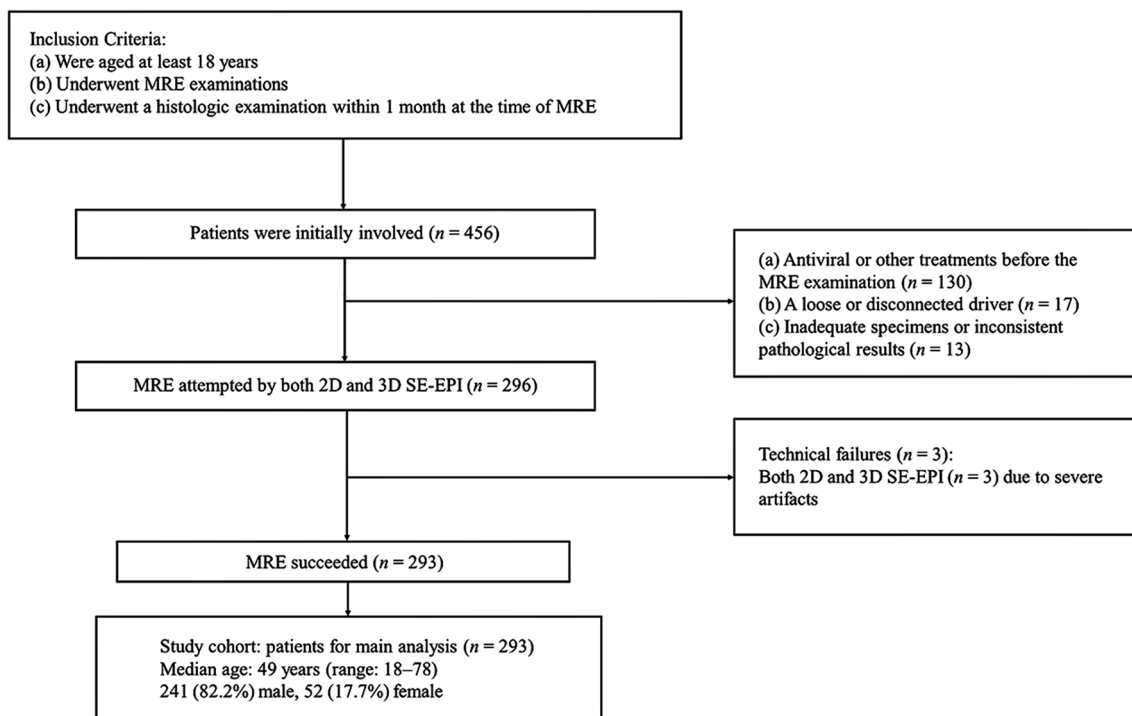 Inclusion Criteria:
(a) Were aged at least 18 years
(b) Underwent MRE examinations
(c) Underwent a histologic examination within 1 month at the time of MRE
Patients were initially involved (n = 456)
(a) Antiviral or other treatments before the
MRE examination (n = 130)
(b) A loose or disconnected driver (n = 17)
(c) Inadequate specimens or inconsistent
pathological results (n = 13)
MRE attempted by both 2D and 3D SE-EPI (n = 296)
Technical failures (n = 3):
Both 2D and 3D SE-EPI (n = 3) due to severe
artifacts
MRE succeeded (n = 293)
Study cohort: patients for main analysis (n = 293)
Median age: 49 years (range: 18–78)
241 (82.2%) male, 52 (17.7%) female